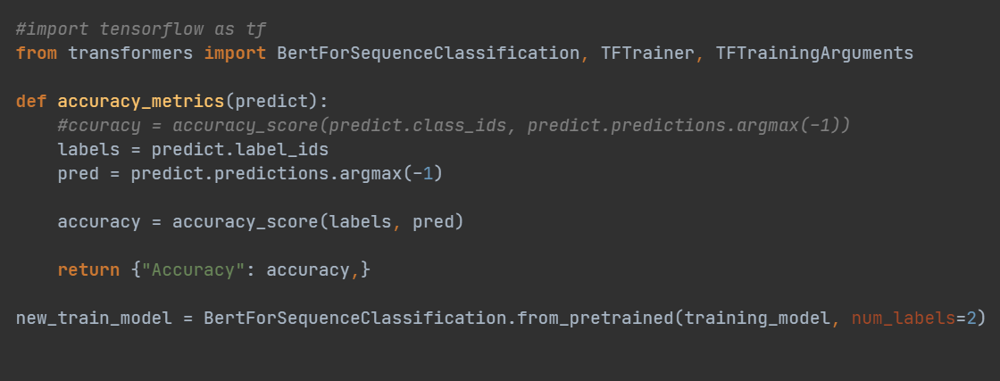 #import tensorflow as tf
from transformers import BertForSequenceClassification, TFTrainer, TFTrainingArguments
def accuracy_metrics(predict):
#ccuracy = accuracy_score(predict.class_ids, predict.predictions.argmax(-1))
labels = predict.label_ids
pred = predict.predictions.argmax(-1)
accuracy = accuracy_score(labels, pred)
return {"Accuracy": accuracy,}
new_train_model = BertForSequenceClassification.from_pretrained(training_model, num_labels=2)